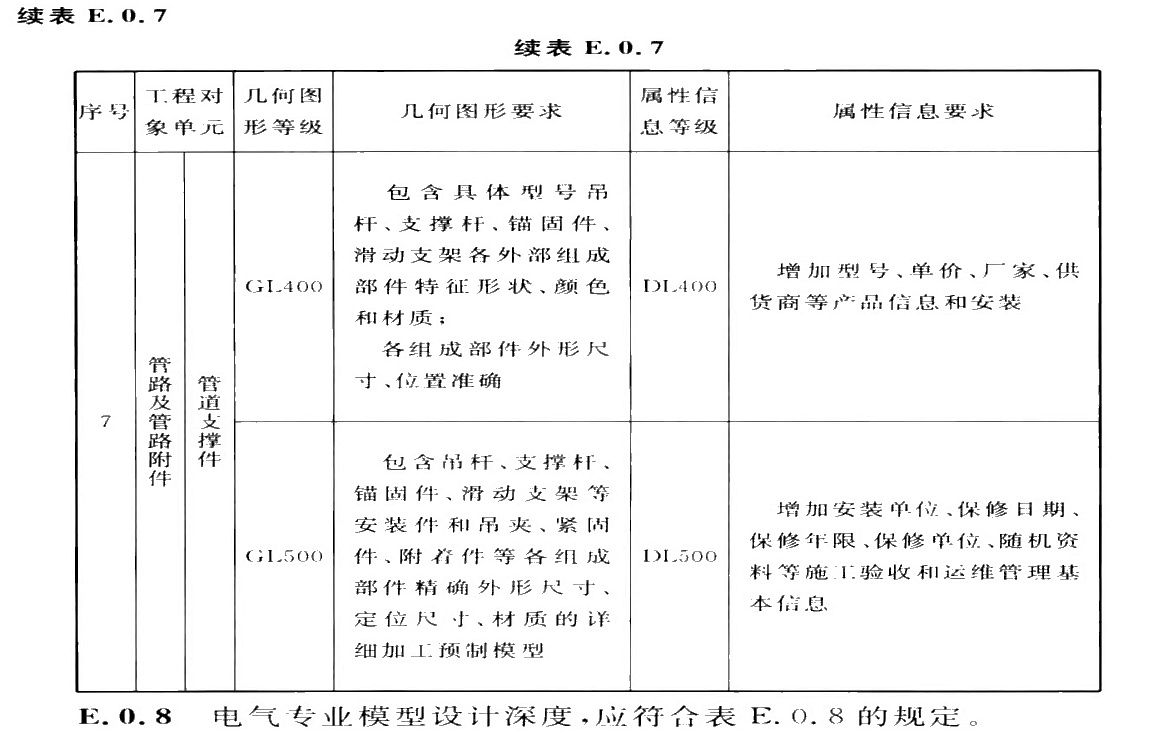 续表 E.0.7
续表 E.0.7
序号
工程对
象单元
几何图
形等级
几何图形要求
属性信
息等级
属性信息要求
7
管路及管路附件
管道支撑件
GL400
包含具体型号吊
杆、支撑杆、锚固件、
滑动支架各外部组成
部件特征形状、颜色
和材质；
各组成部件外形尺
寸、位置准确
DL400
增加型号、单价、厂家、供
货商等产品信息和安装
GL500
包含吊杆、支撑杆、
锚固件、滑动支架等
安装件和吊夹、紧固
件、附着件等各组成
部件精确外形尺寸、
定位尺寸、材质的详
细加工预制模型
DL500
增加安装单位、保修日期、
保修年限、保修单位、随机资
料等施工验收和运维管理基
本信息
E.0.8 电气专业模型设计深度，应符合表 E.0.8 的规定。